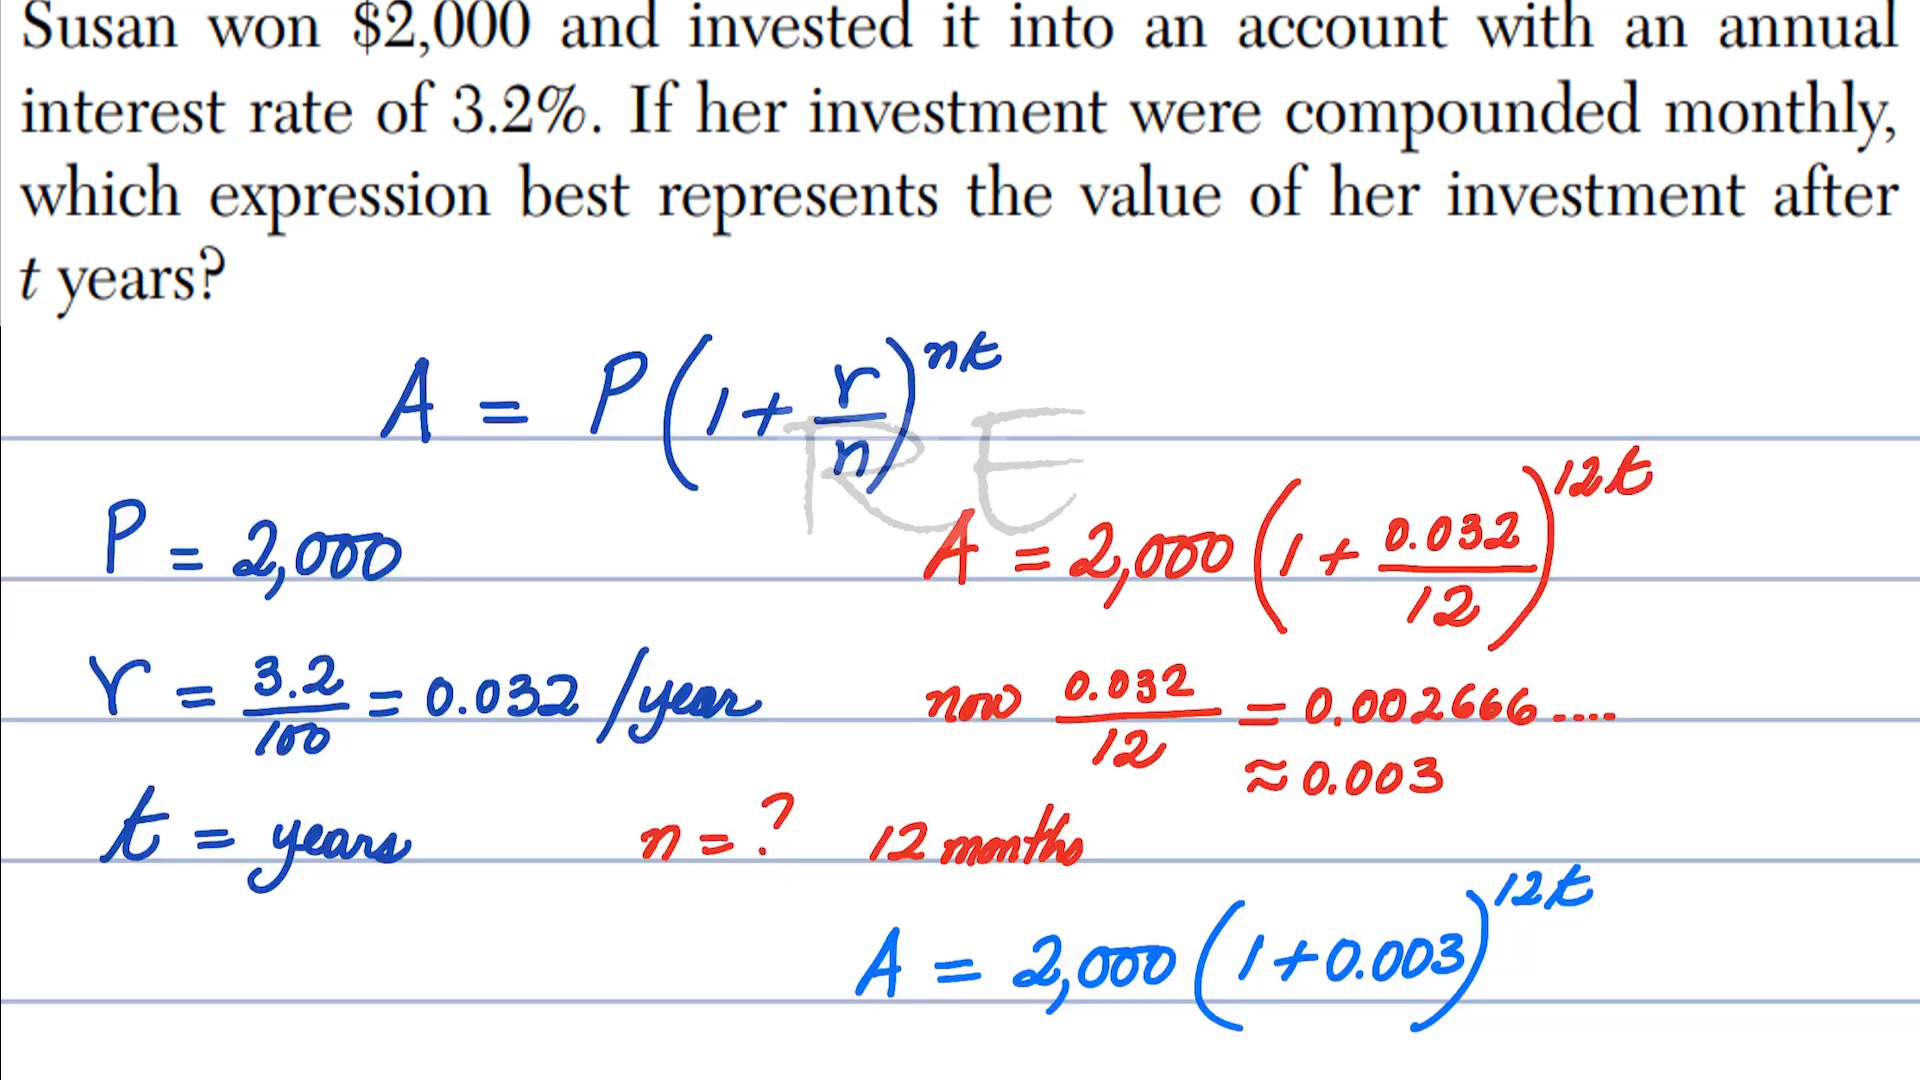 Susan won $2,000 and invested it into an account with an annual
interest rate of 3.2%. If her investment were compounded monthly,
which expression best represents the value of her investment after
t years?
A = P(1 + r/n)^nt
RE
P = 2,000
A = 2,000(1 + 0.032/12)^12t
r = 3.2/100 = 0.032 /year
now 0.032/12 = 0.002666....
≈ 0.003
t = years
n = ? 12 months
A = 2,000(1+0.003)^12t